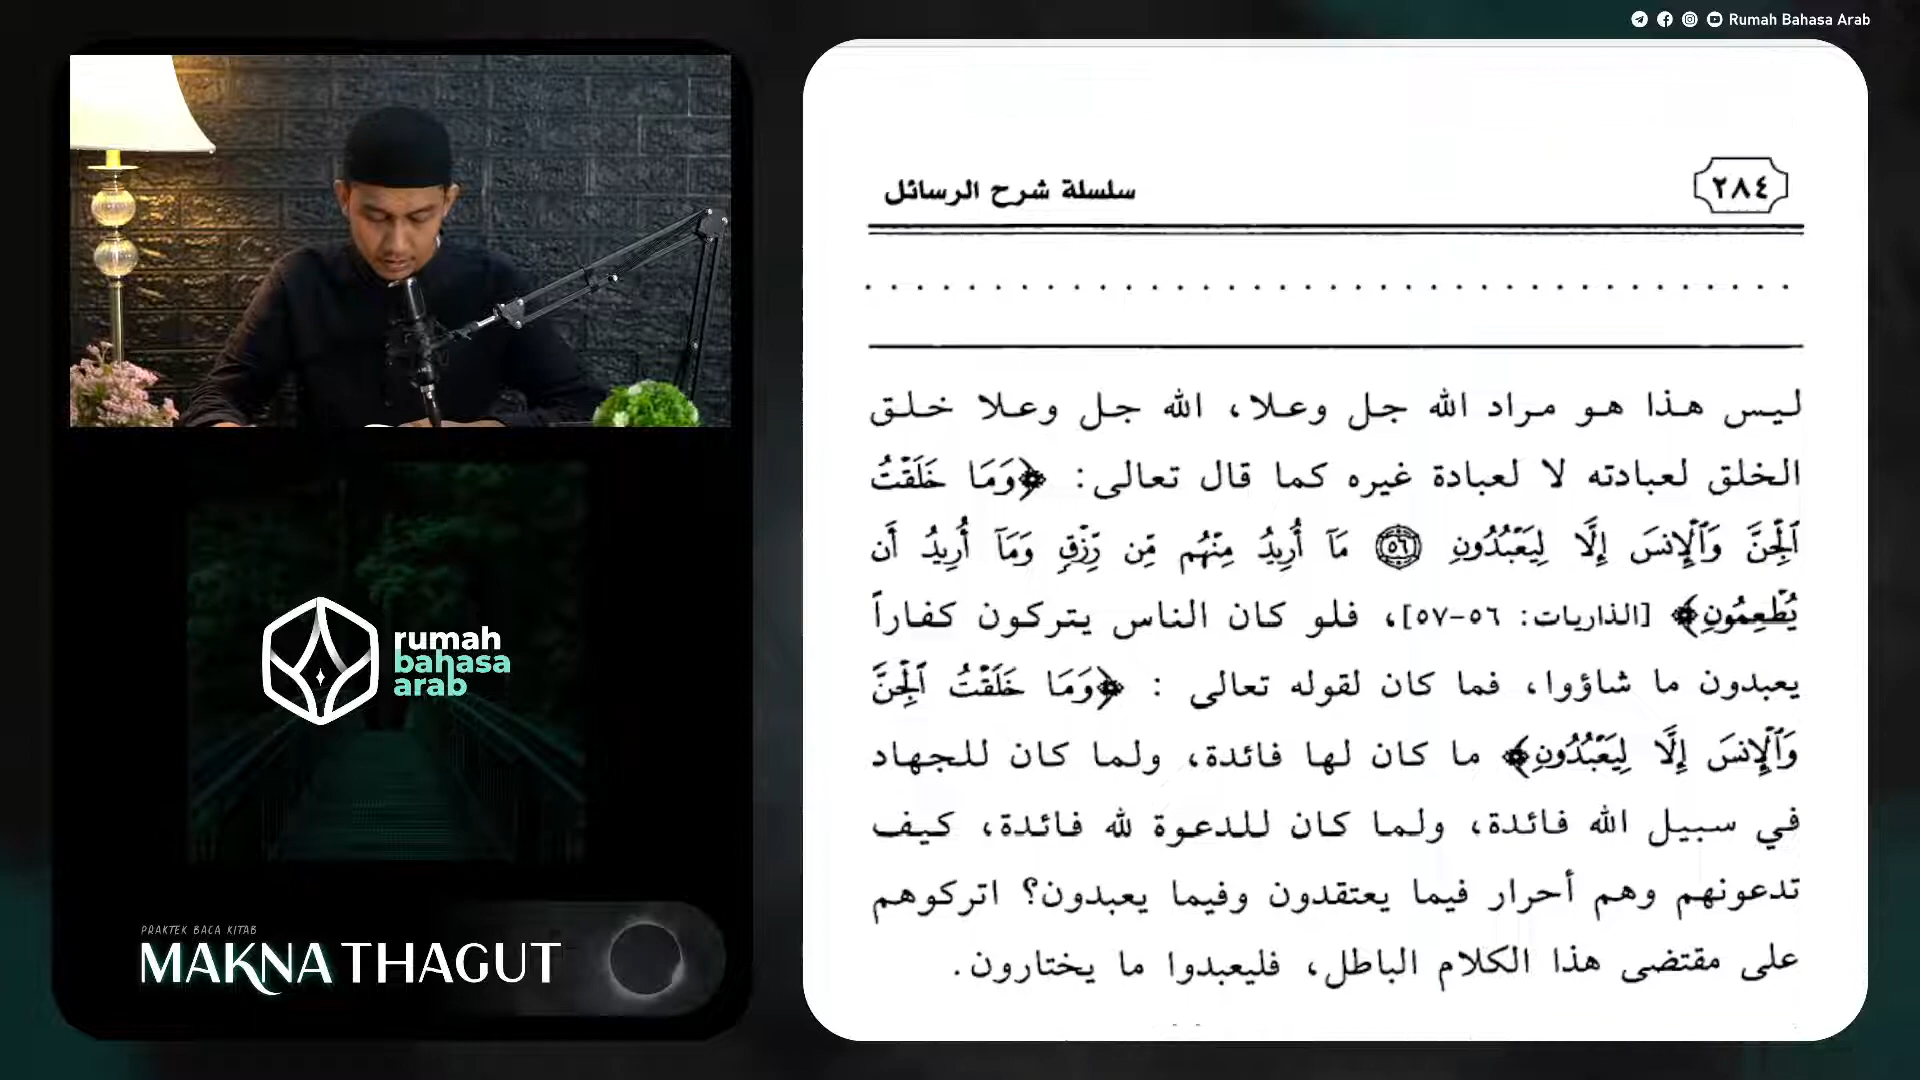 Rumah Bahasa Arab
سلسلة شرح الرسائل
٢٨٤
ليس هذا هو مراد الله جل وعلا، الله جل وعلا خلق
الخلق لعبادته لا لعبادة غيره كما قال تعالى: ﴿وَمَا خَلَقْتُ
ٱلْجِنَّ وَٱلْإِنسَ إِلَّا لِيَعْبُدُونِ ٥٦ مَآ أُرِيدُ مِنْهُم مِّن رِّزْقٍ وَمَآ أُرِيدُ أَن
يُطْعِمُونِ﴾ [الذاريات: ٥٦-٥٧]، فلو كان الناس يتركون كفاراً
يعبدون ما شاؤوا، فما كان لقوله تعالى : ﴿وَمَا خَلَقْتُ ٱلْجِنَّ
وَٱلْإِنسَ إِلَّا لِيَعْبُدُونِ﴾ ما كان لها فائدة، ولما كان للجهاد
في سبيل الله فائدة، ولما كان للدعوة لله فائدة، كيف
تدعونهم وهم أحرار فيما يعتقدون وفيما يعبدون؟ اتركوهم
على مقتضى هذا الكلام الباطل، فليعبدوا ما يختارون.
rumah
bahasa
arab
PRAKTEK BACA KITAB
MAKNA THAGUT